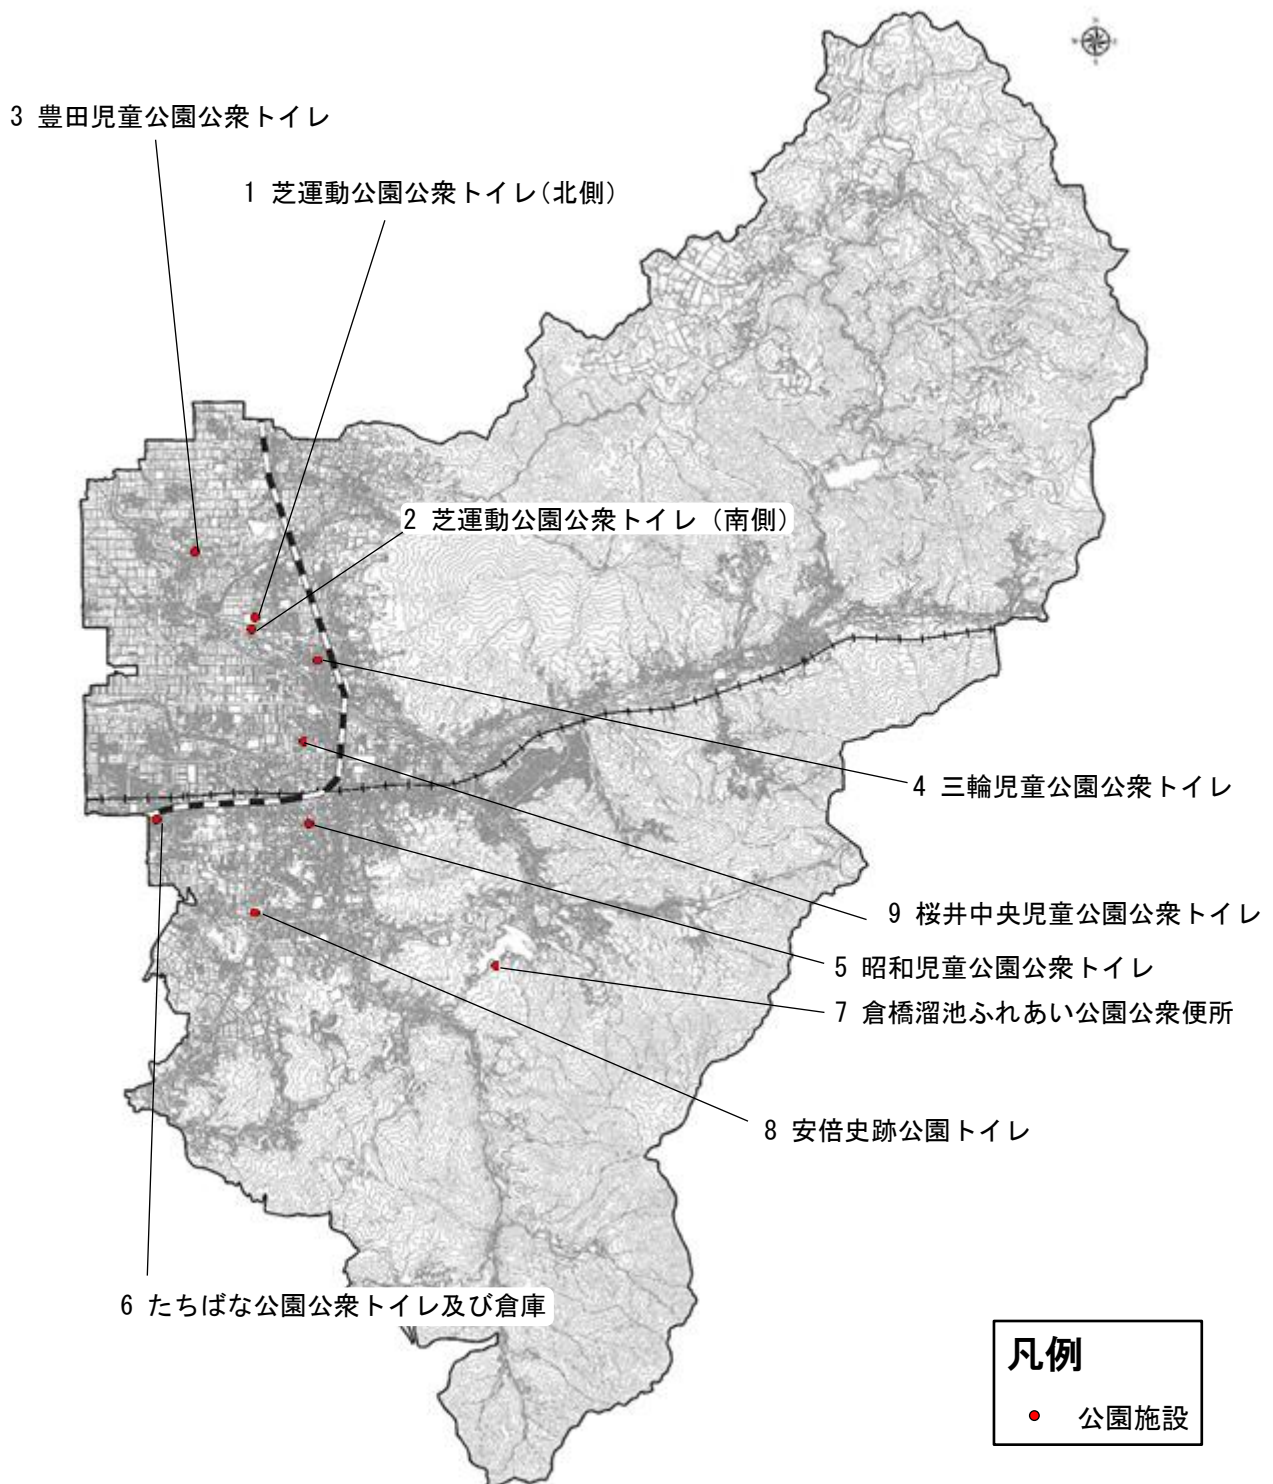 3 豊田児童公園公衆トイレ
1 芝運動公園公衆トイレ(北側)
2 芝運動公園公衆トイレ（南側）
4 三輪児童公園公衆トイレ
9 桜井中央児童公園公衆トイレ
5 昭和児童公園公衆トイレ
7 倉橋溜池ふれあい公園公衆便所
8 安倍史跡公園トイレ
6 たちばな公園公衆トイレ及び倉庫
凡例
公園施設